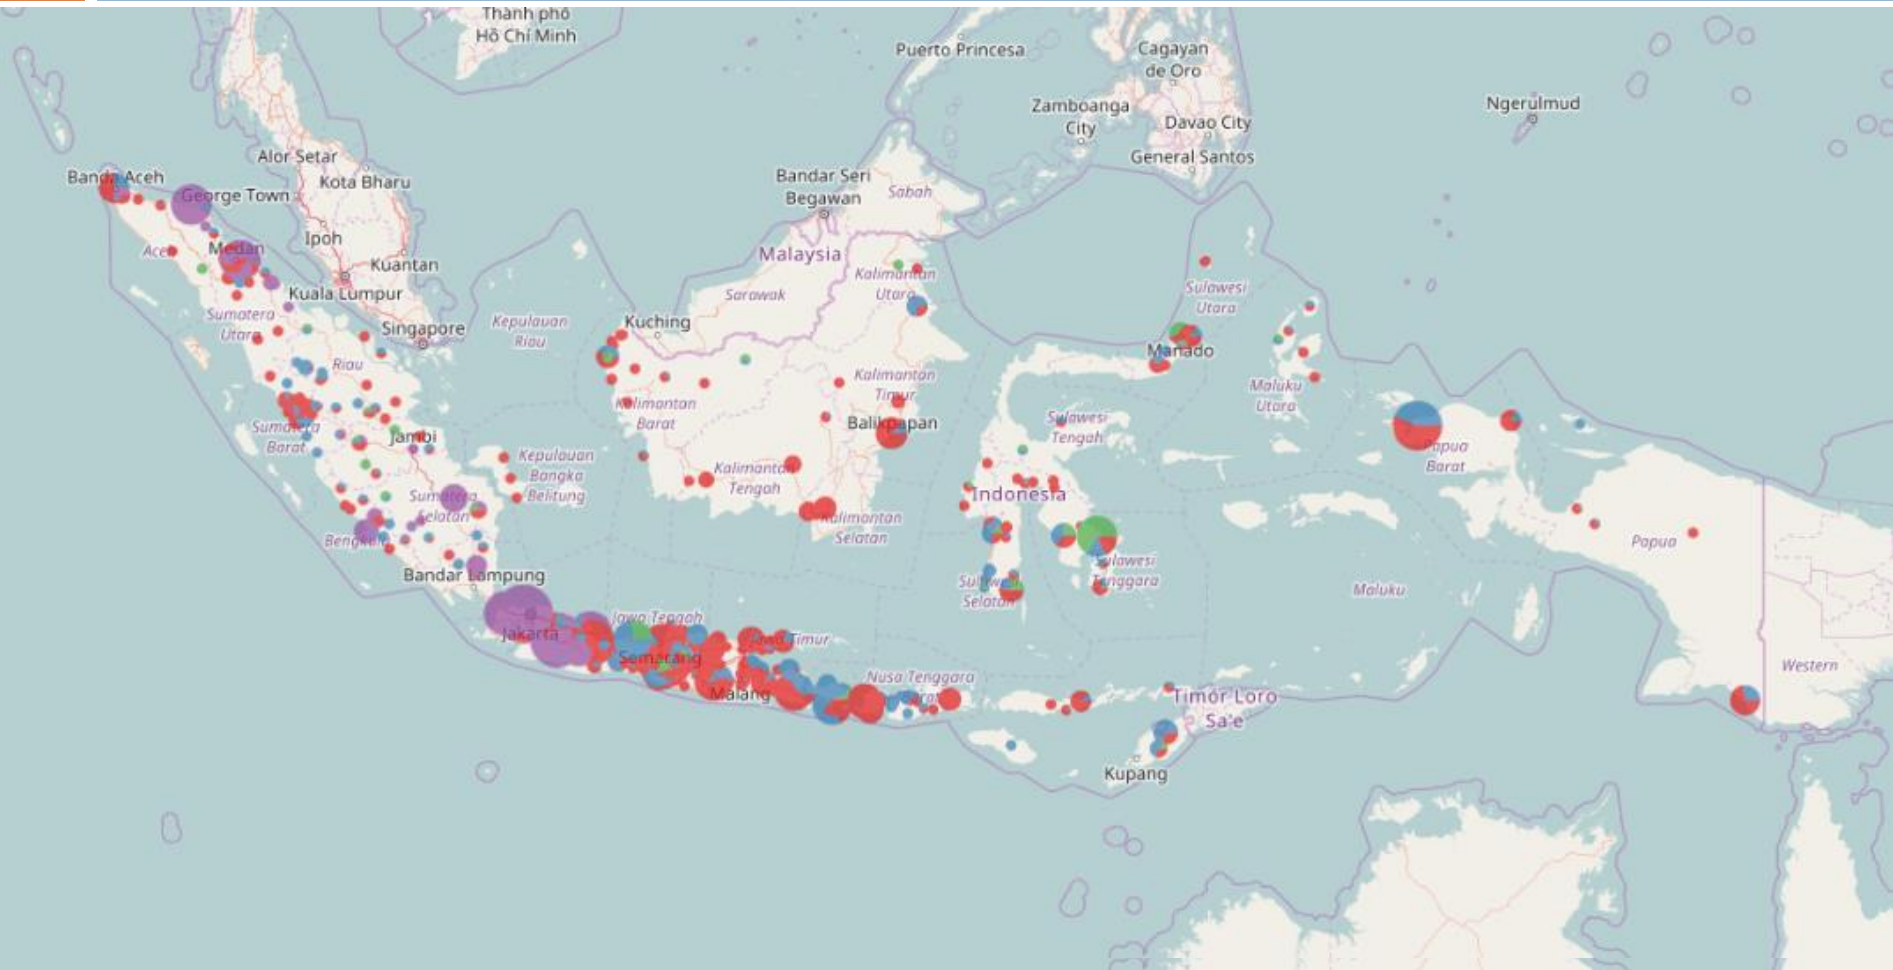 Thành phố
Hồ Chí Minh
Puerto Princesa
Cagayan
de Oro
Zamboanga
City
Davao City
General Santos
Ngerulmud
Alor Setar
Kota Bharu
Banda Aceh
George Town
Bandar Seri
Begawan
Sabah
Ipoh
Medan
Aceh
Kuantan
Malaysia
Kalimantan
Utara
Kuala Lumpur
Sarawak
Sulawesi
Utara
Sumatera
Utara
Singapore
Kepulauan
Riau
Kuching
Manado
Riau
Kalimantan
Timur
Maluku
Utara
Kalimantan
Barat
Balikpapan
Sulawesi
Tengah
Sumatera
Barat
Jambi
Papua
Barat
Kepulauan
Bangka
Belitung
Kalimantan
Tengah
Sumatera
Selatan
Indonesia
Kalimantan
Selatan
Bengkulu
Papua
Sulawesi
Tenggara
Bandar Lampung
Sulawesi
Selatan
Maluku
Jawa Tengah
Jakarta
Jawa Timur
Semarang
Western
Nusa Tenggara
Barat
Malang
Timór Loro
Sa'e
Kupang